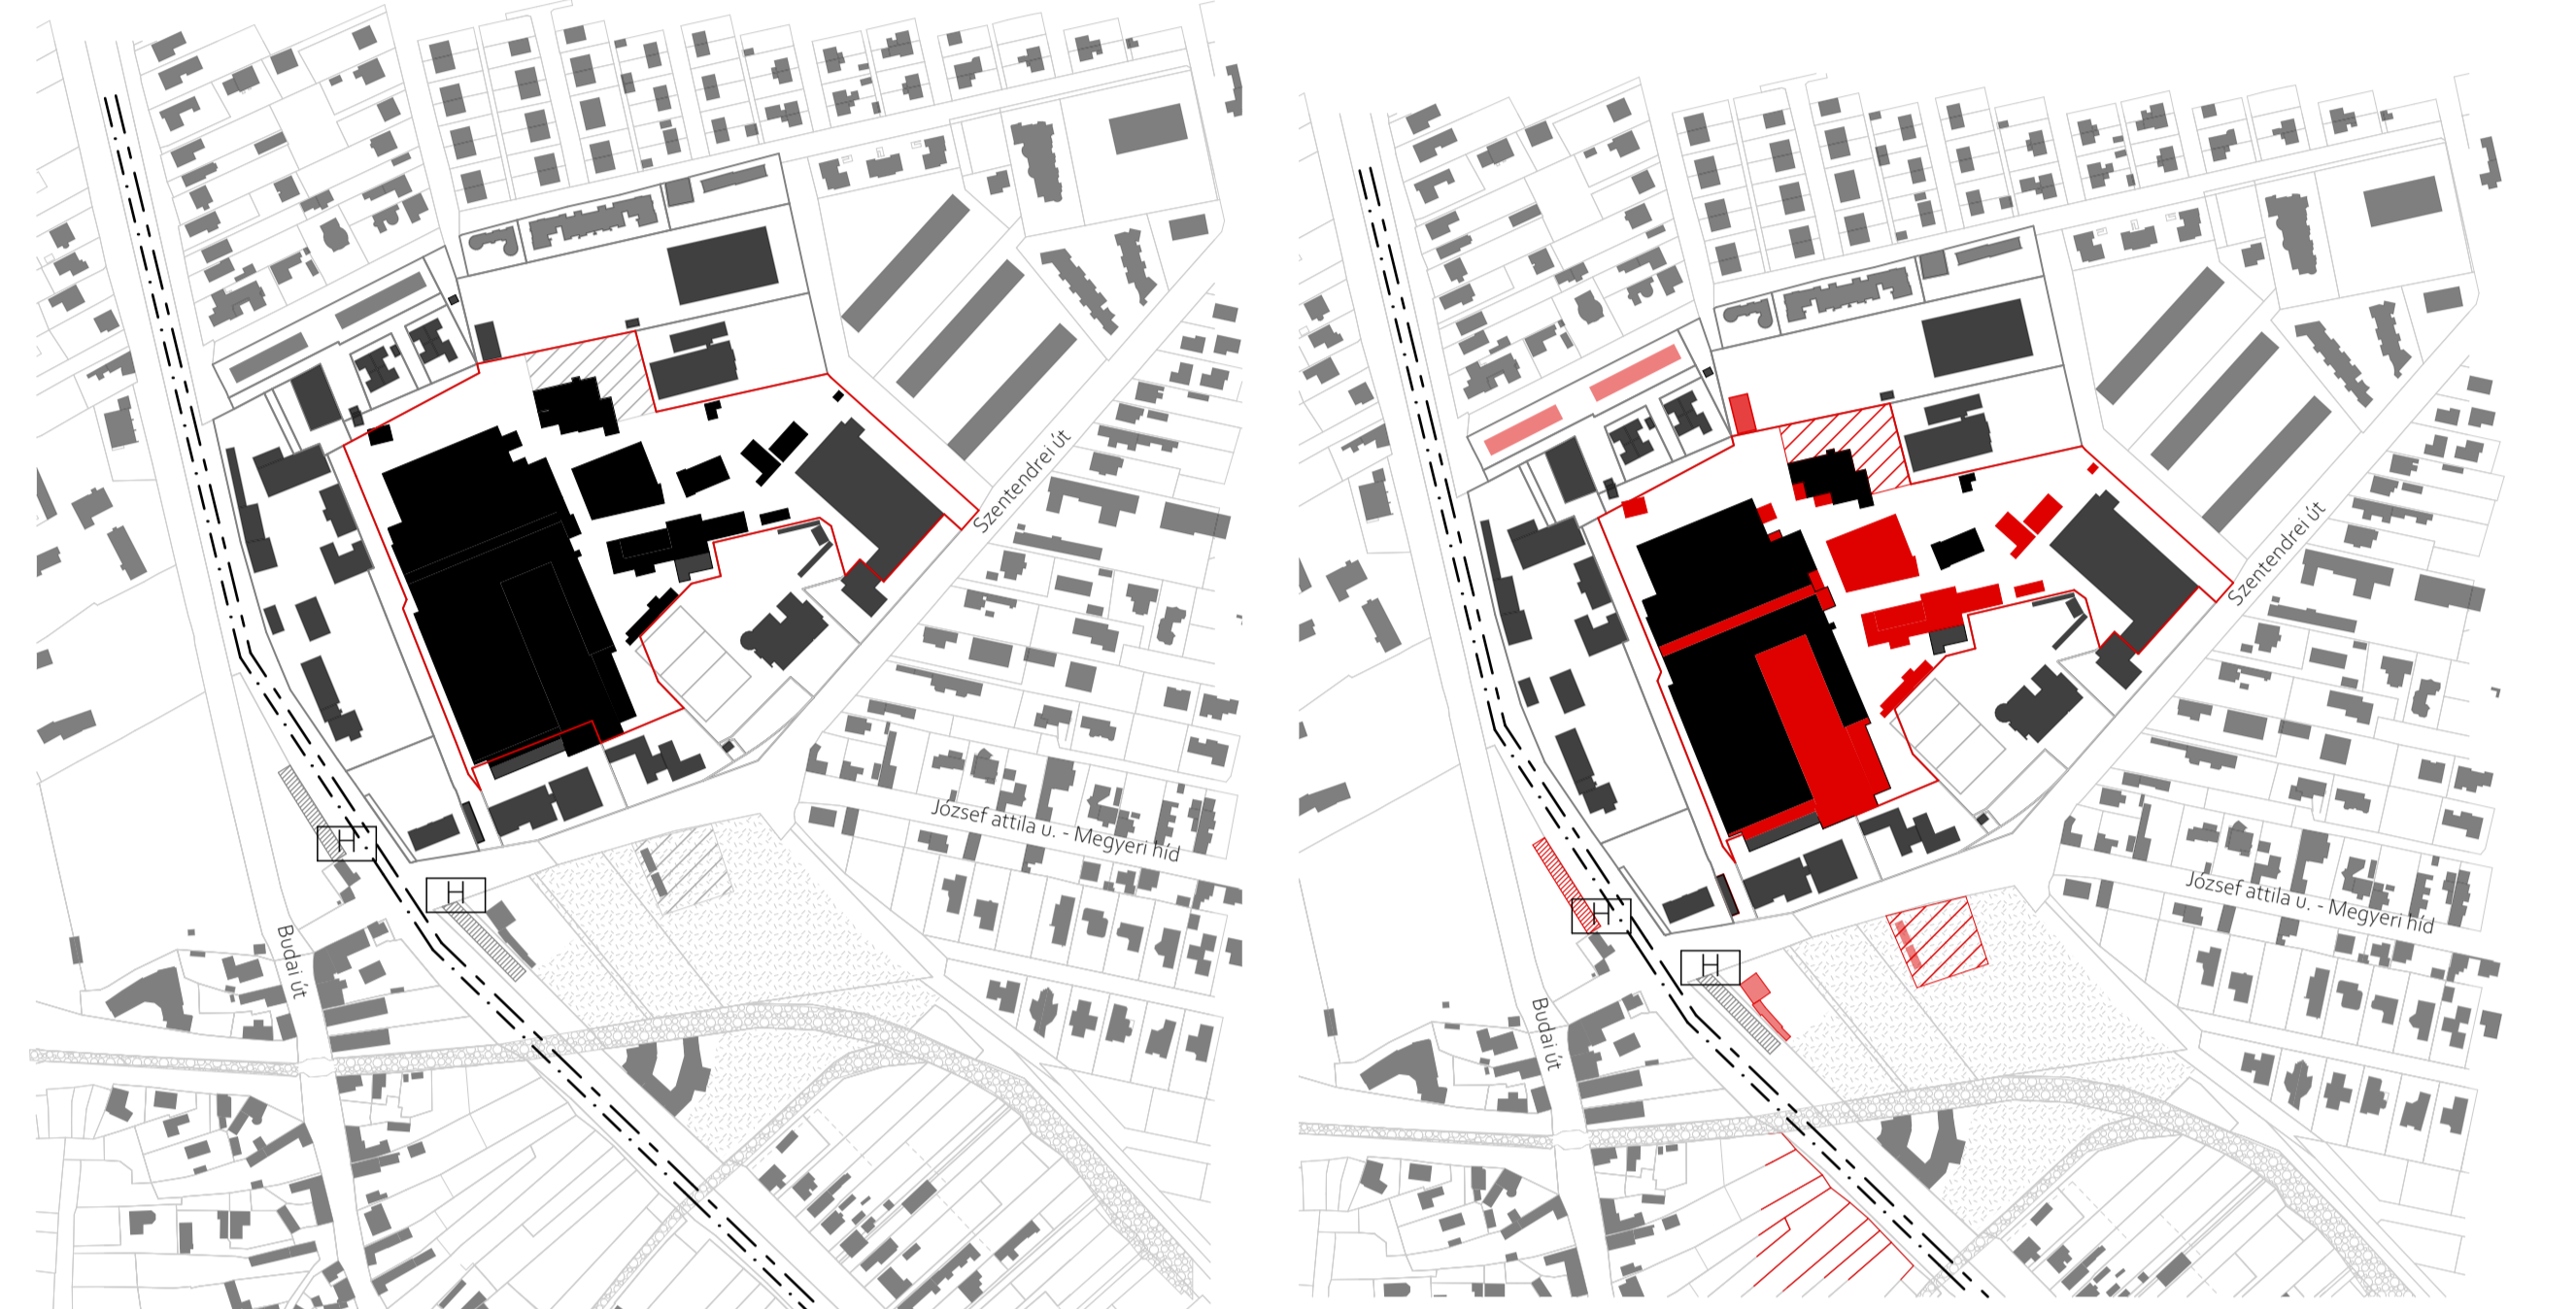 Szentendrei út
József attila u. - Megyeri híd
H
H
Budai út
Szentendrei út
József attila u. - Megyeri híd
H
H
Budai út